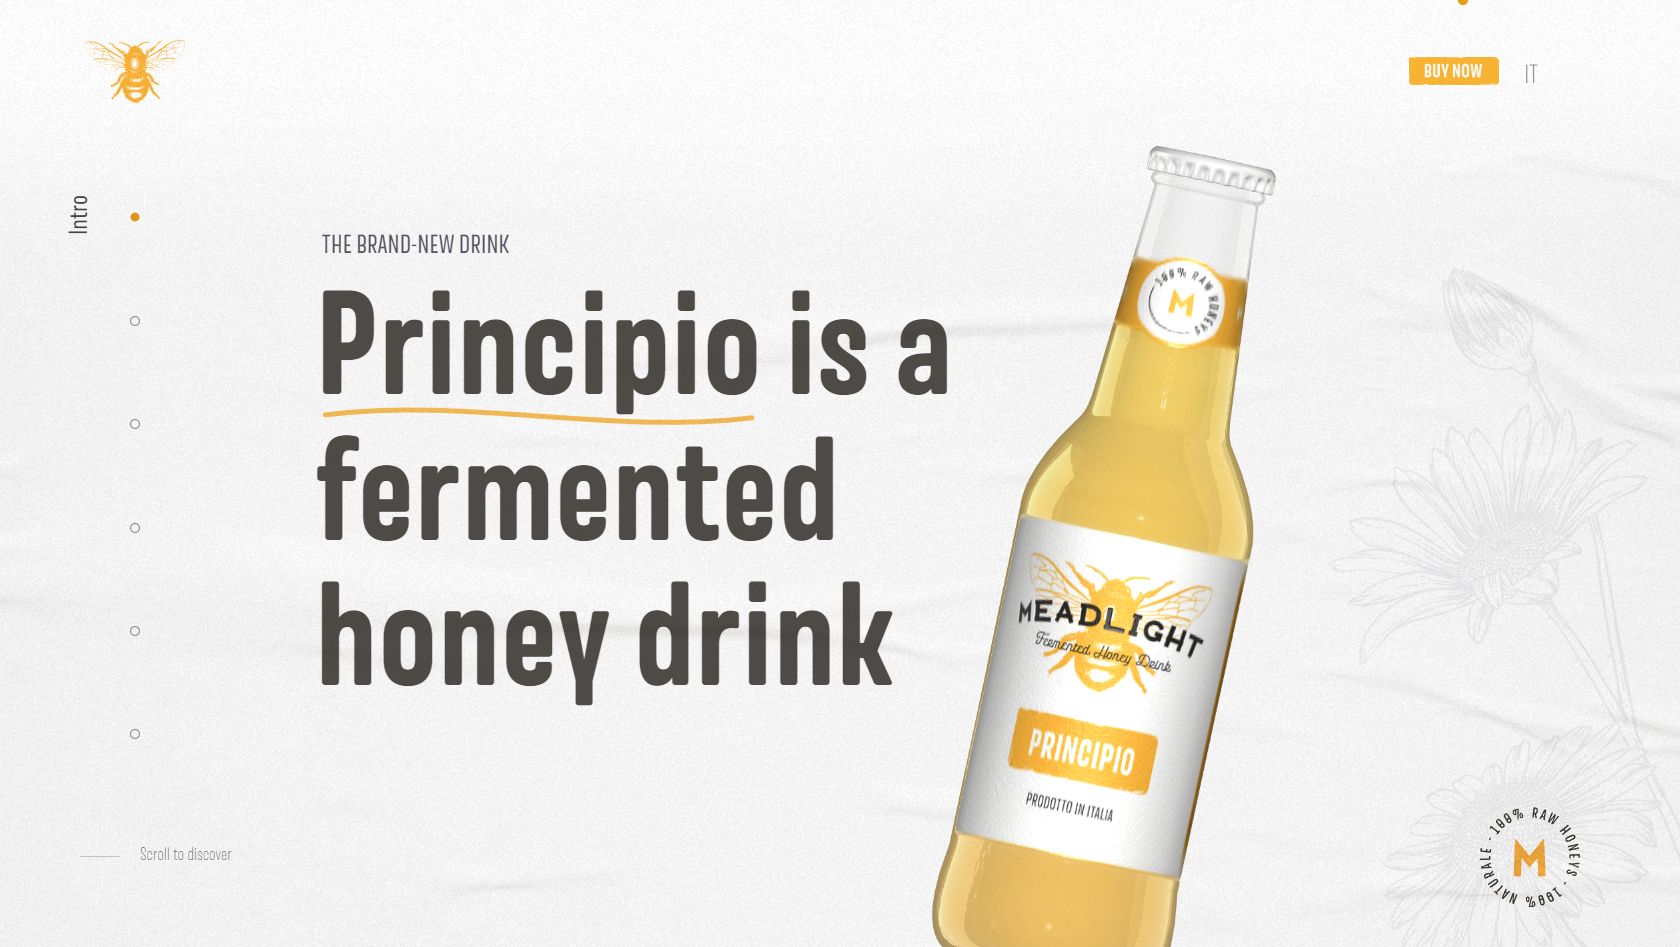 BUY NOW
IT
Intro
THE BRAND-NEW DRINK
Principio is a
fermented
honey drink
100% RAW HONEYS
M
MEADLIGHT
Fermented Honey Drink
PRINCIPIO
PRODOTTO IN ITALIA
Scroll to discover
100% RAW HONEYS · 100% NATURALE ·
M